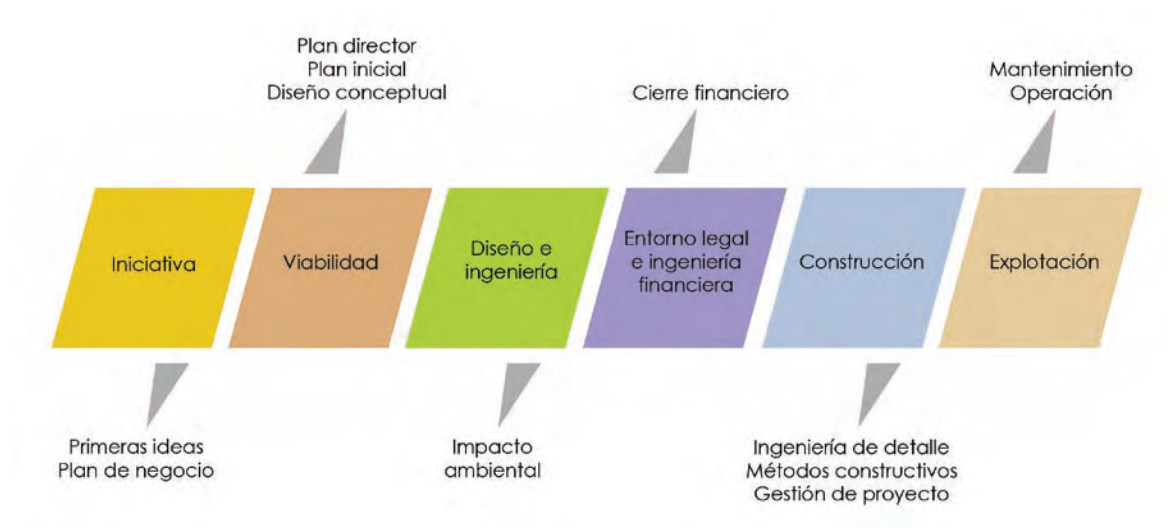 Plan director
Plan inicial
Diseño conceptual
Cierre financiero
Mantenimiento
Operación
Iniciativa
Viabilidad
Diseño e
ingeniería
Entorno legal
e ingeniería
financiera
Construcción
Explotación
Primeras ideas
Plan de negocio
Impacto
ambiental
Ingeniería de detalle
Métodos constructivos
Gestión de proyecto